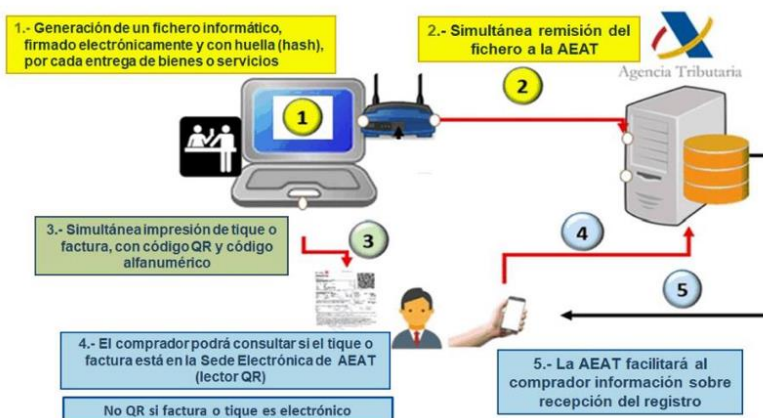 1.- Generación de un fichero informático,
firmado electrónicamente y con huella (hash),
por cada entrega de bienes o servicios
2.- Simultánea remisión del
fichero a la AEAT
Agencia Tributaria
1
2
3.- Simultánea impresión de tique o
factura, con código QR y código
alfanumérico
3
4
5
4.- El comprador podrá consultar si el tique o
factura está en la Sede Electrónica de AEAT
(lector QR)
No QR si factura o tique es electrónico
5.- La AEAT facilitará al
comprador información sobre
recepción del registro